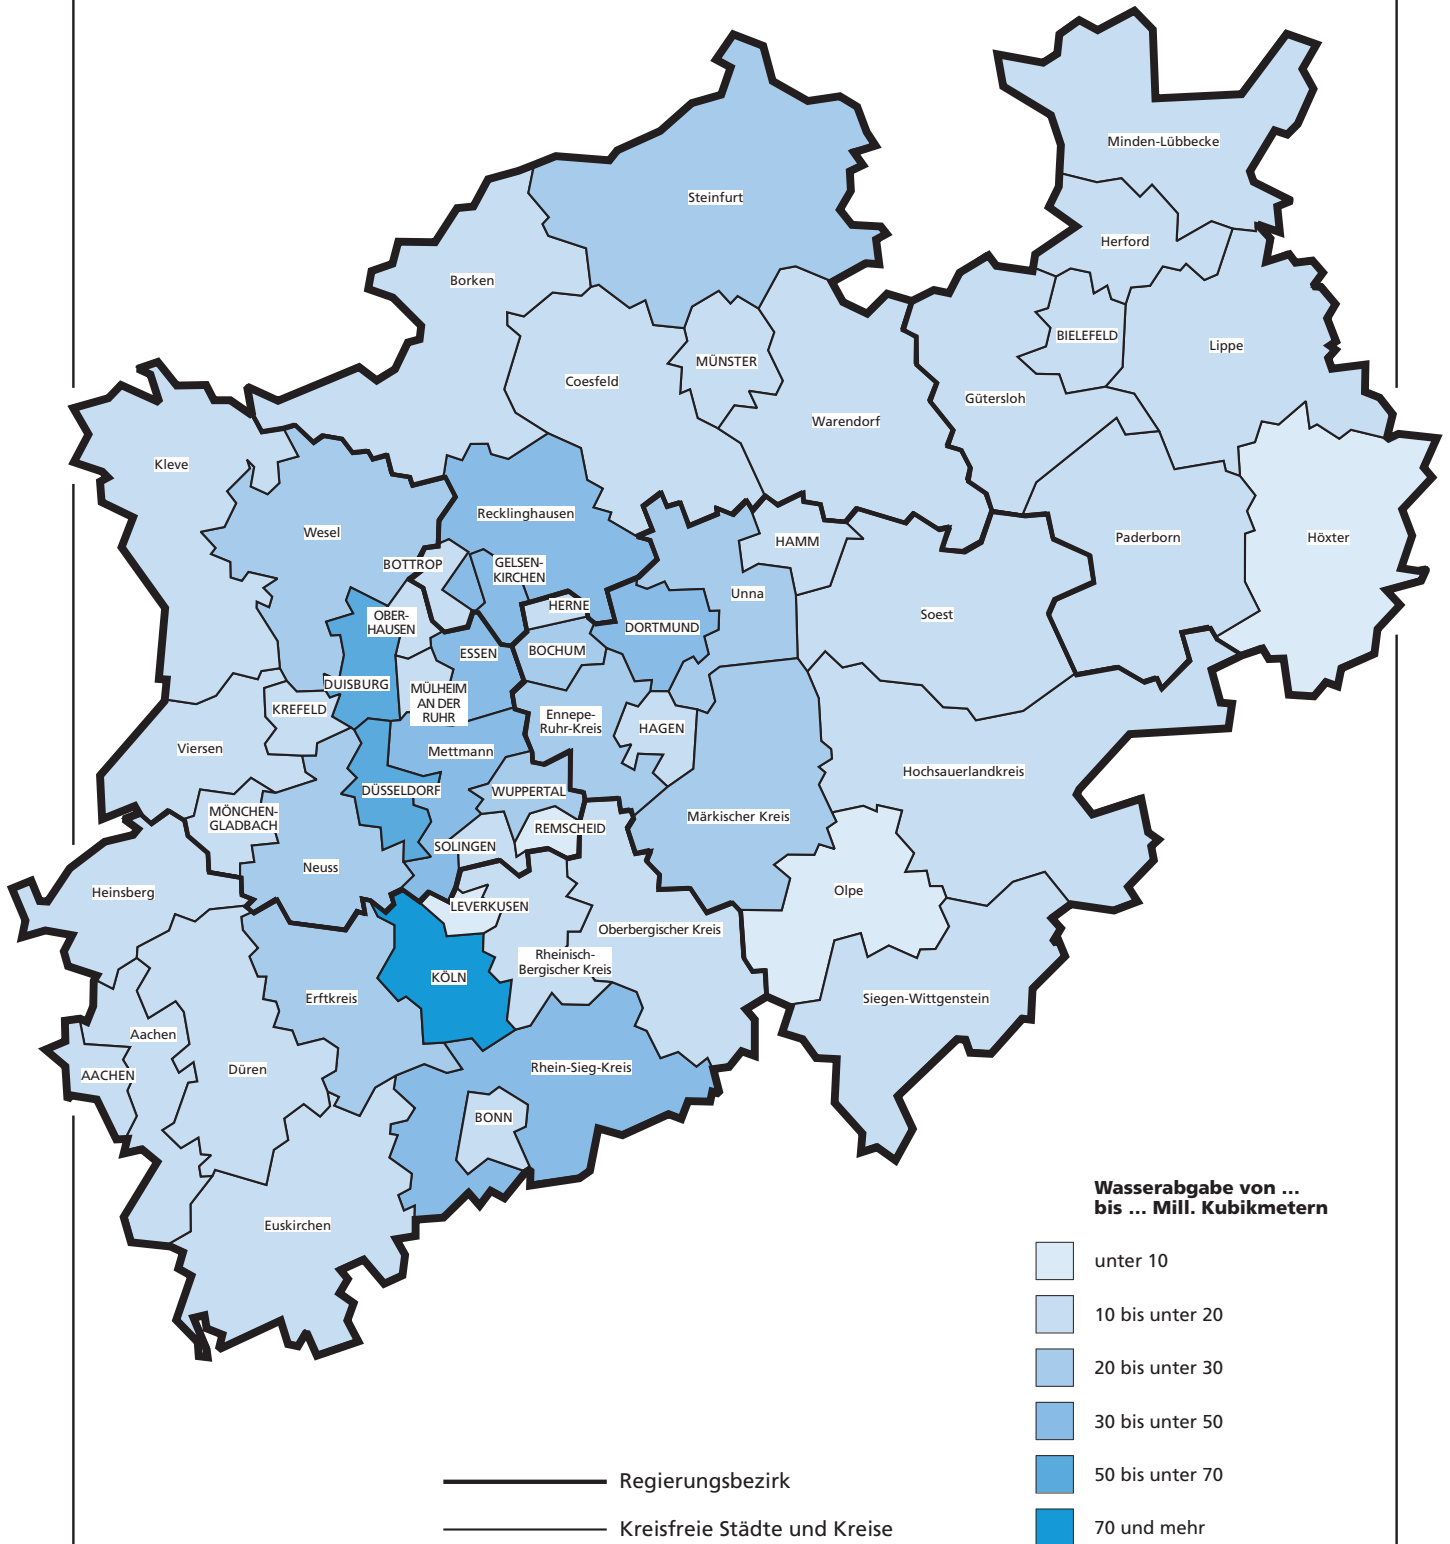 Minden-Lübbecke
Steinfurt
Herford
Borken
BIELEFELD
Lippe
MÜNSTER
Coesfeld
Gütersloh
Warendorf
Kleve
Recklinghausen
Wesel
Paderborn
Höxter
HAMM
BOTTROP
GELSEN-
KIRCHEN
Unna
HERNE
Soest
OBER-
HAUSEN
DORTMUND
BOCHUM
ESSEN
DUISBURG
MÜLHEIM
AN DER
RUHR
KREFELD
Ennepe-
Ruhr-Kreis
HAGEN
Viersen
Mettmann
Hochsauerlandkreis
DÜSSELDORF
WUPPERTAL
MÖNCHEN-
GLADBACH
Märkischer Kreis
REMSCHEID
SOLINGEN
Neuss
Heinsberg
Olpe
LEVERKUSEN
Oberbergischer Kreis
Rheinisch-
Bergischer Kreis
KÖLN
Erftkreis
Siegen-Wittgenstein
Aachen
Düren
Rhein-Sieg-Kreis
AACHEN
BONN
Euskirchen
Wasserabgabe von ...
bis ... Mill. Kubikmetern
unter 10
10 bis unter 20
20 bis unter 30
30 bis unter 50
50 bis unter 70
70 und mehr
Regierungsbezirk
Kreisfreie Städte und Kreise